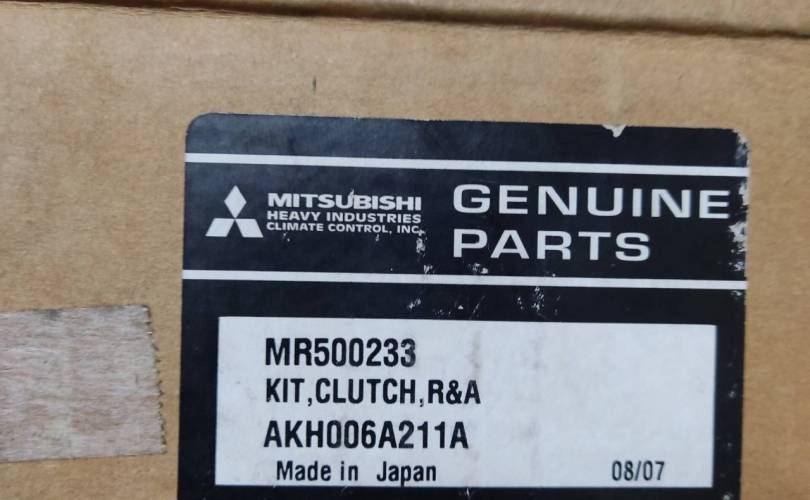 MITSUBISHI
HEAVY INDUSTRIES
CLIMATE CONTROL, INC.
GENUINE
PARTS
MR500233
KIT,CLUTCH,R&A
AKH006A211A
Made in Japan 08/07